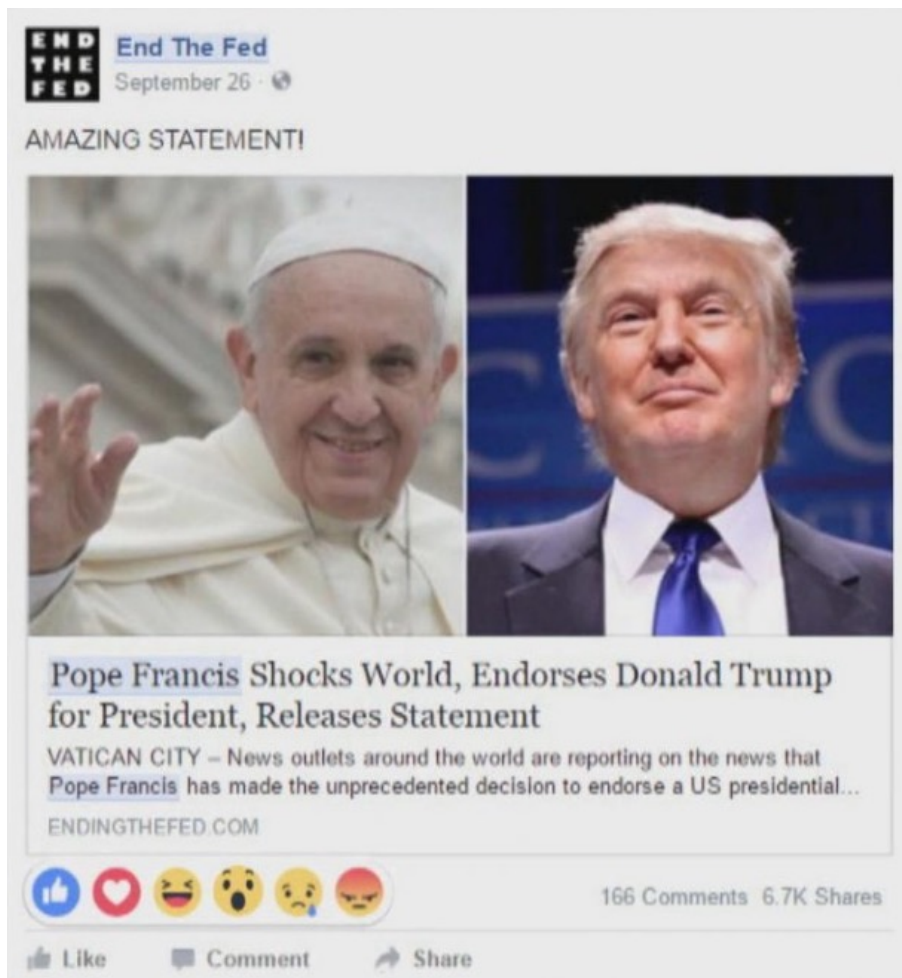 END
THE
FED
End The Fed
September 26
AMAZING STATEMENT!
C C
Pope Francis Shocks World, Endorses Donald Trump
for President, Releases Statement
VATICAN CITY – News outlets around the world are reporting on the news that
Pope Francis has made the unprecedented decision to endorse a US presidential...
ENDINGTHEFED.COM
166 Comments 6.7K Shares
Like Comment Share